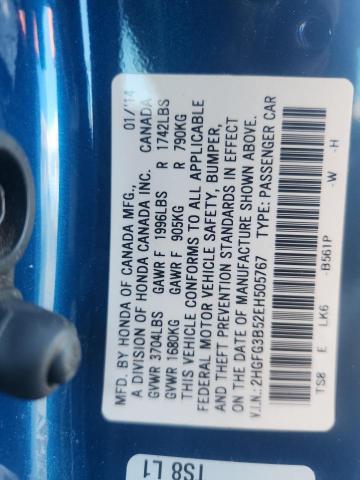 MFD. BY HONDA OF CANADA MFG., 01/'14
A DIVISION OF HONDA CANADA INC. CANADA
GVWR 3704LBS GAWR F 1996LBS R 1742LBS
GVWR 1680KG GAWR F 905KG R 790KG
THIS VEHICLE CONFORMS TO ALL APPLICABLE
FEDERAL MOTOR VEHICLE SAFETY, BUMPER,
AND THEFT PREVENTION STANDARDS IN EFFECT
ON THE DATE OF MANUFACTURE SHOWN ABOVE.
V.I.N.: 2HGFG3B52EH505767 TYPE: PASSENGER CAR
TS8 E LK6 -B561P -W -H
TS8 L1